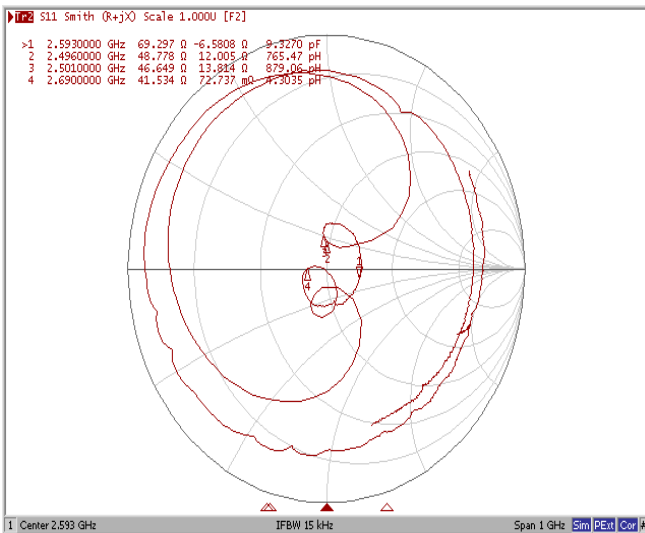 Tr2 S11 Smith (R+jX) Scale 1.000U [F2]
>1 2.5930000 GHz 69.297 Ω -6.5808 Ω 9.3270 pF
2 2.4960000 GHz 48.778 Ω 12.005 Ω 765.47 pH
3 2.5010000 GHz 46.649 Ω 13.814 Ω 879.06 pH
4 2.6900000 GHz 41.534 Ω 72.737 mΩ 4.3035 pH
2
4
1 Center 2.593 GHz IFBW 15 kHz Span 1 GHz Sim PExt Cor #